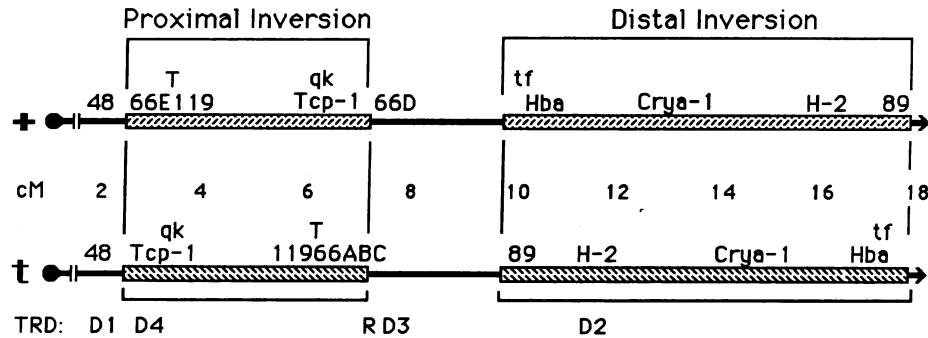 Proximal Inversion Distal Inversion
T qk tf
48 66E119 Tcp-1 66D Hba Crya-1 H-2 89
+
cM 2 4 6 8 10 12 14 16 18
qk T tf
48 Tcp-1 11966ABC 89 H-2 Crya-1 Hba
t
TRD: D1 D4 R D3 D2